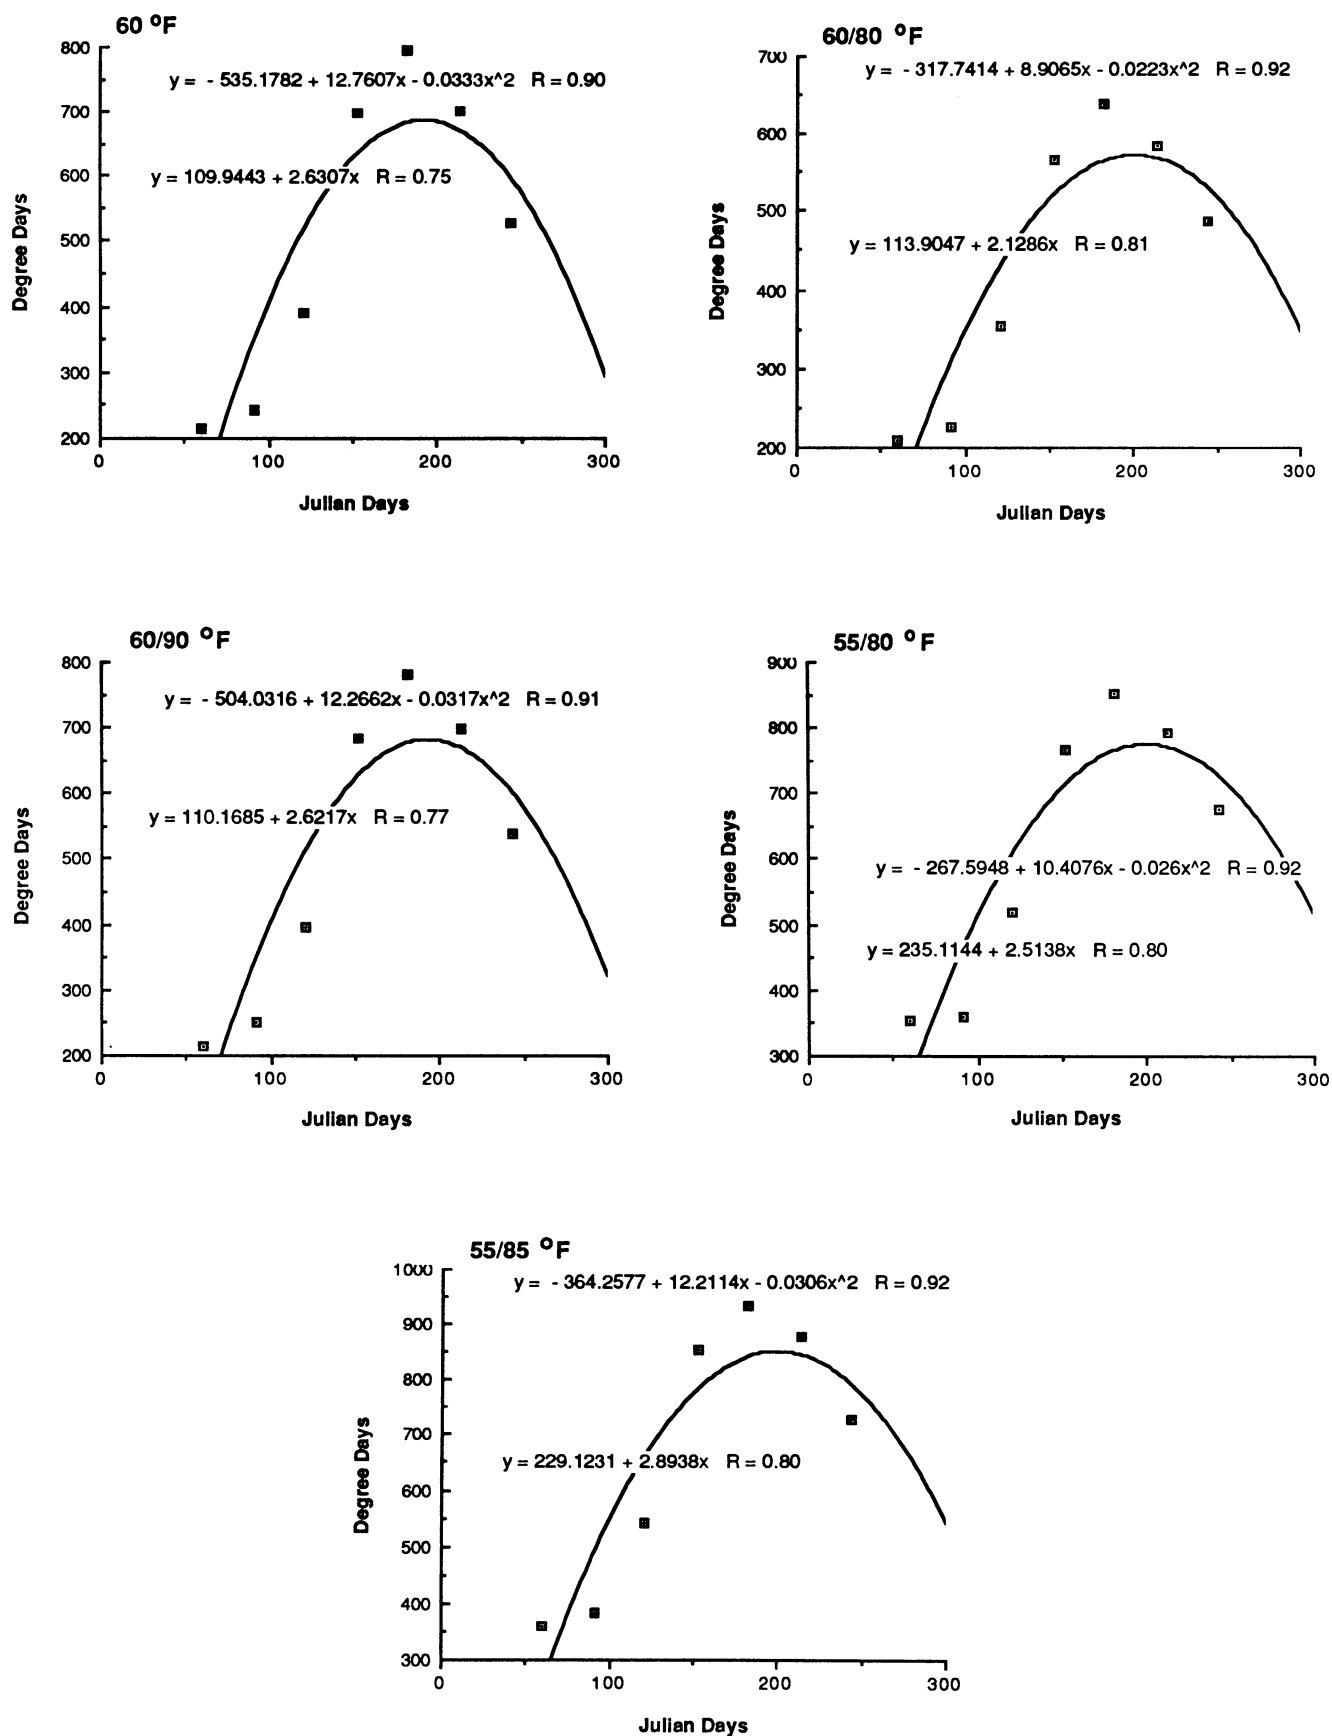 60 °F
800
y = - 535.1782 + 12.7607x - 0.0333x^2 R = 0.90
700
y = 109.9443 + 2.6307x R = 0.75
600
500
400
300
200
Degree Days
0 100 200 300
Julian Days
60/80 °F
700
y = - 317.7414 + 8.9065x - 0.0223x^2 R = 0.92
600
500
y = 113.9047 + 2.1286x R = 0.81
400
300
200
Degree Days
0 100 200 300
Julian Days
60/90 °F
800
y = - 504.0316 + 12.2662x - 0.0317x^2 R = 0.91
700
600
y = 110.1685 + 2.6217x R = 0.77
500
400
300
200
Degree Days
0 100 200 300
Julian Days
55/80 °F
900
800
700
600
y = - 267.5948 + 10.4076x - 0.026x^2 R = 0.92
500
y = 235.1144 + 2.5138x R = 0.80
400
300
Degree Days
0 100 200 300
Julian Days
55/85 °F
1000
y = - 364.2577 + 12.2114x - 0.0306x^2 R = 0.92
900
800
700
y = 229.1231 + 2.8938x R = 0.80
600
500
400
300
Degree Days
0 100 200 300
Julian Days